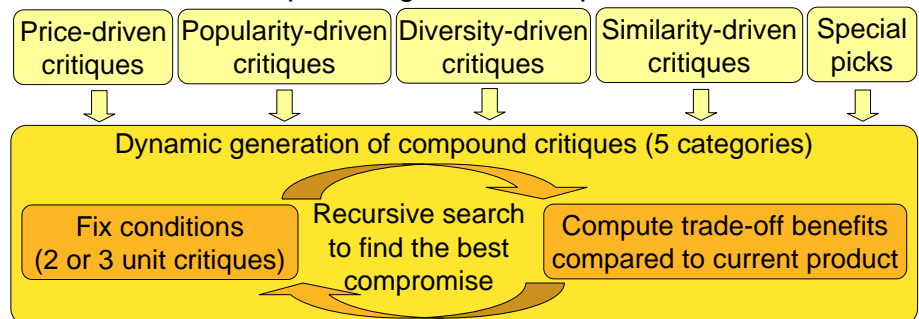 Price-driven
critiques
Popularity-driven
critiques
Diversity-driven
critiques
Similarity-driven
critiques
Special
picks
Dynamic generation of compound critiques (5 categories)
Fix conditions
(2 or 3 unit critiques)
Recursive search
to find the best
compromise
Compute trade-off benefits
compared to current product